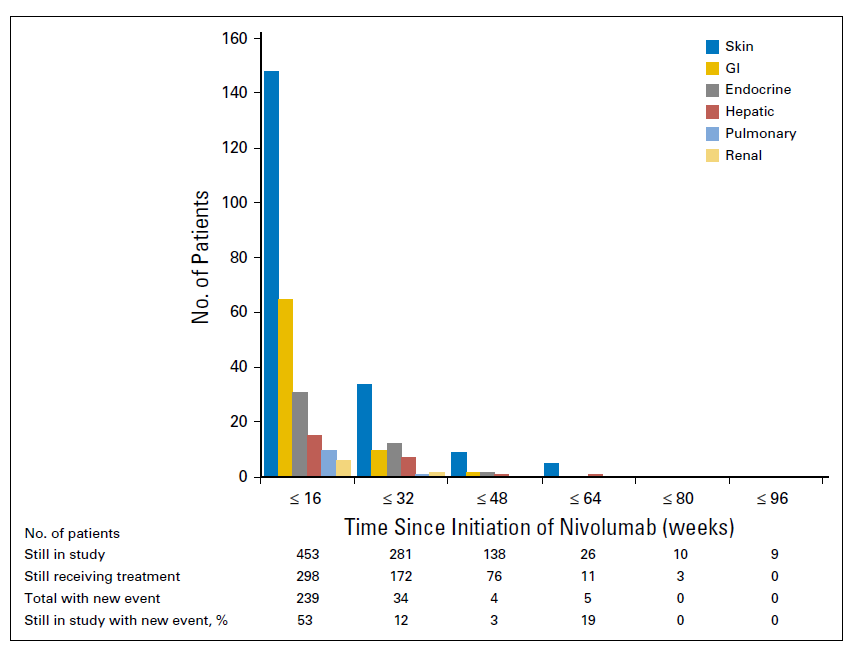 160
140
120
100
80
60
40
20
0
No. of Patients
Skin
GI
Endocrine
Hepatic
Pulmonary
Renal
≤ 16 ≤ 32 ≤ 48 ≤ 64 ≤ 80 ≤ 96
Time Since Initiation of Nivolumab (weeks)
No. of patients
Still in study 453 281 138 26 10 9
Still receiving treatment 298 172 76 11 3 0
Total with new event 239 34 4 5 0 0
Still in study with new event, % 53 12 3 19 0 0